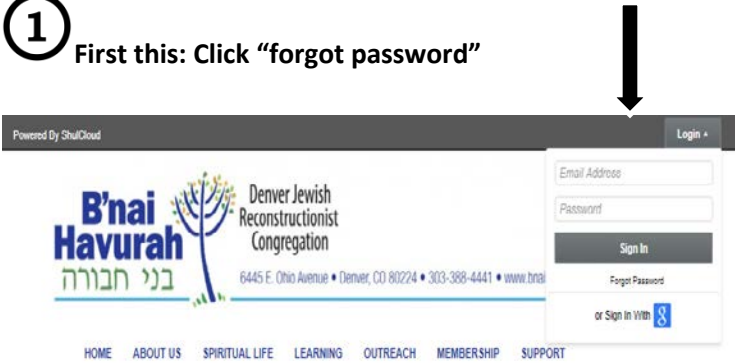 1
First this: Click “forgot password”
Powered By ShulCloud
Login
Email Address
Password
Sign In
Forgot Password
or Sign In With 8
B'nai
Havurah
בני חבורה
Denver Jewish
Reconstructionist
Congregation
6445 E. Ohio Avenue • Denver, CO 80224 • 303-388-4441 • www.bnai
HOME ABOUT US SPIRITUAL LIFE LEARNING OUTREACH MEMBERSHIP SUPPORT